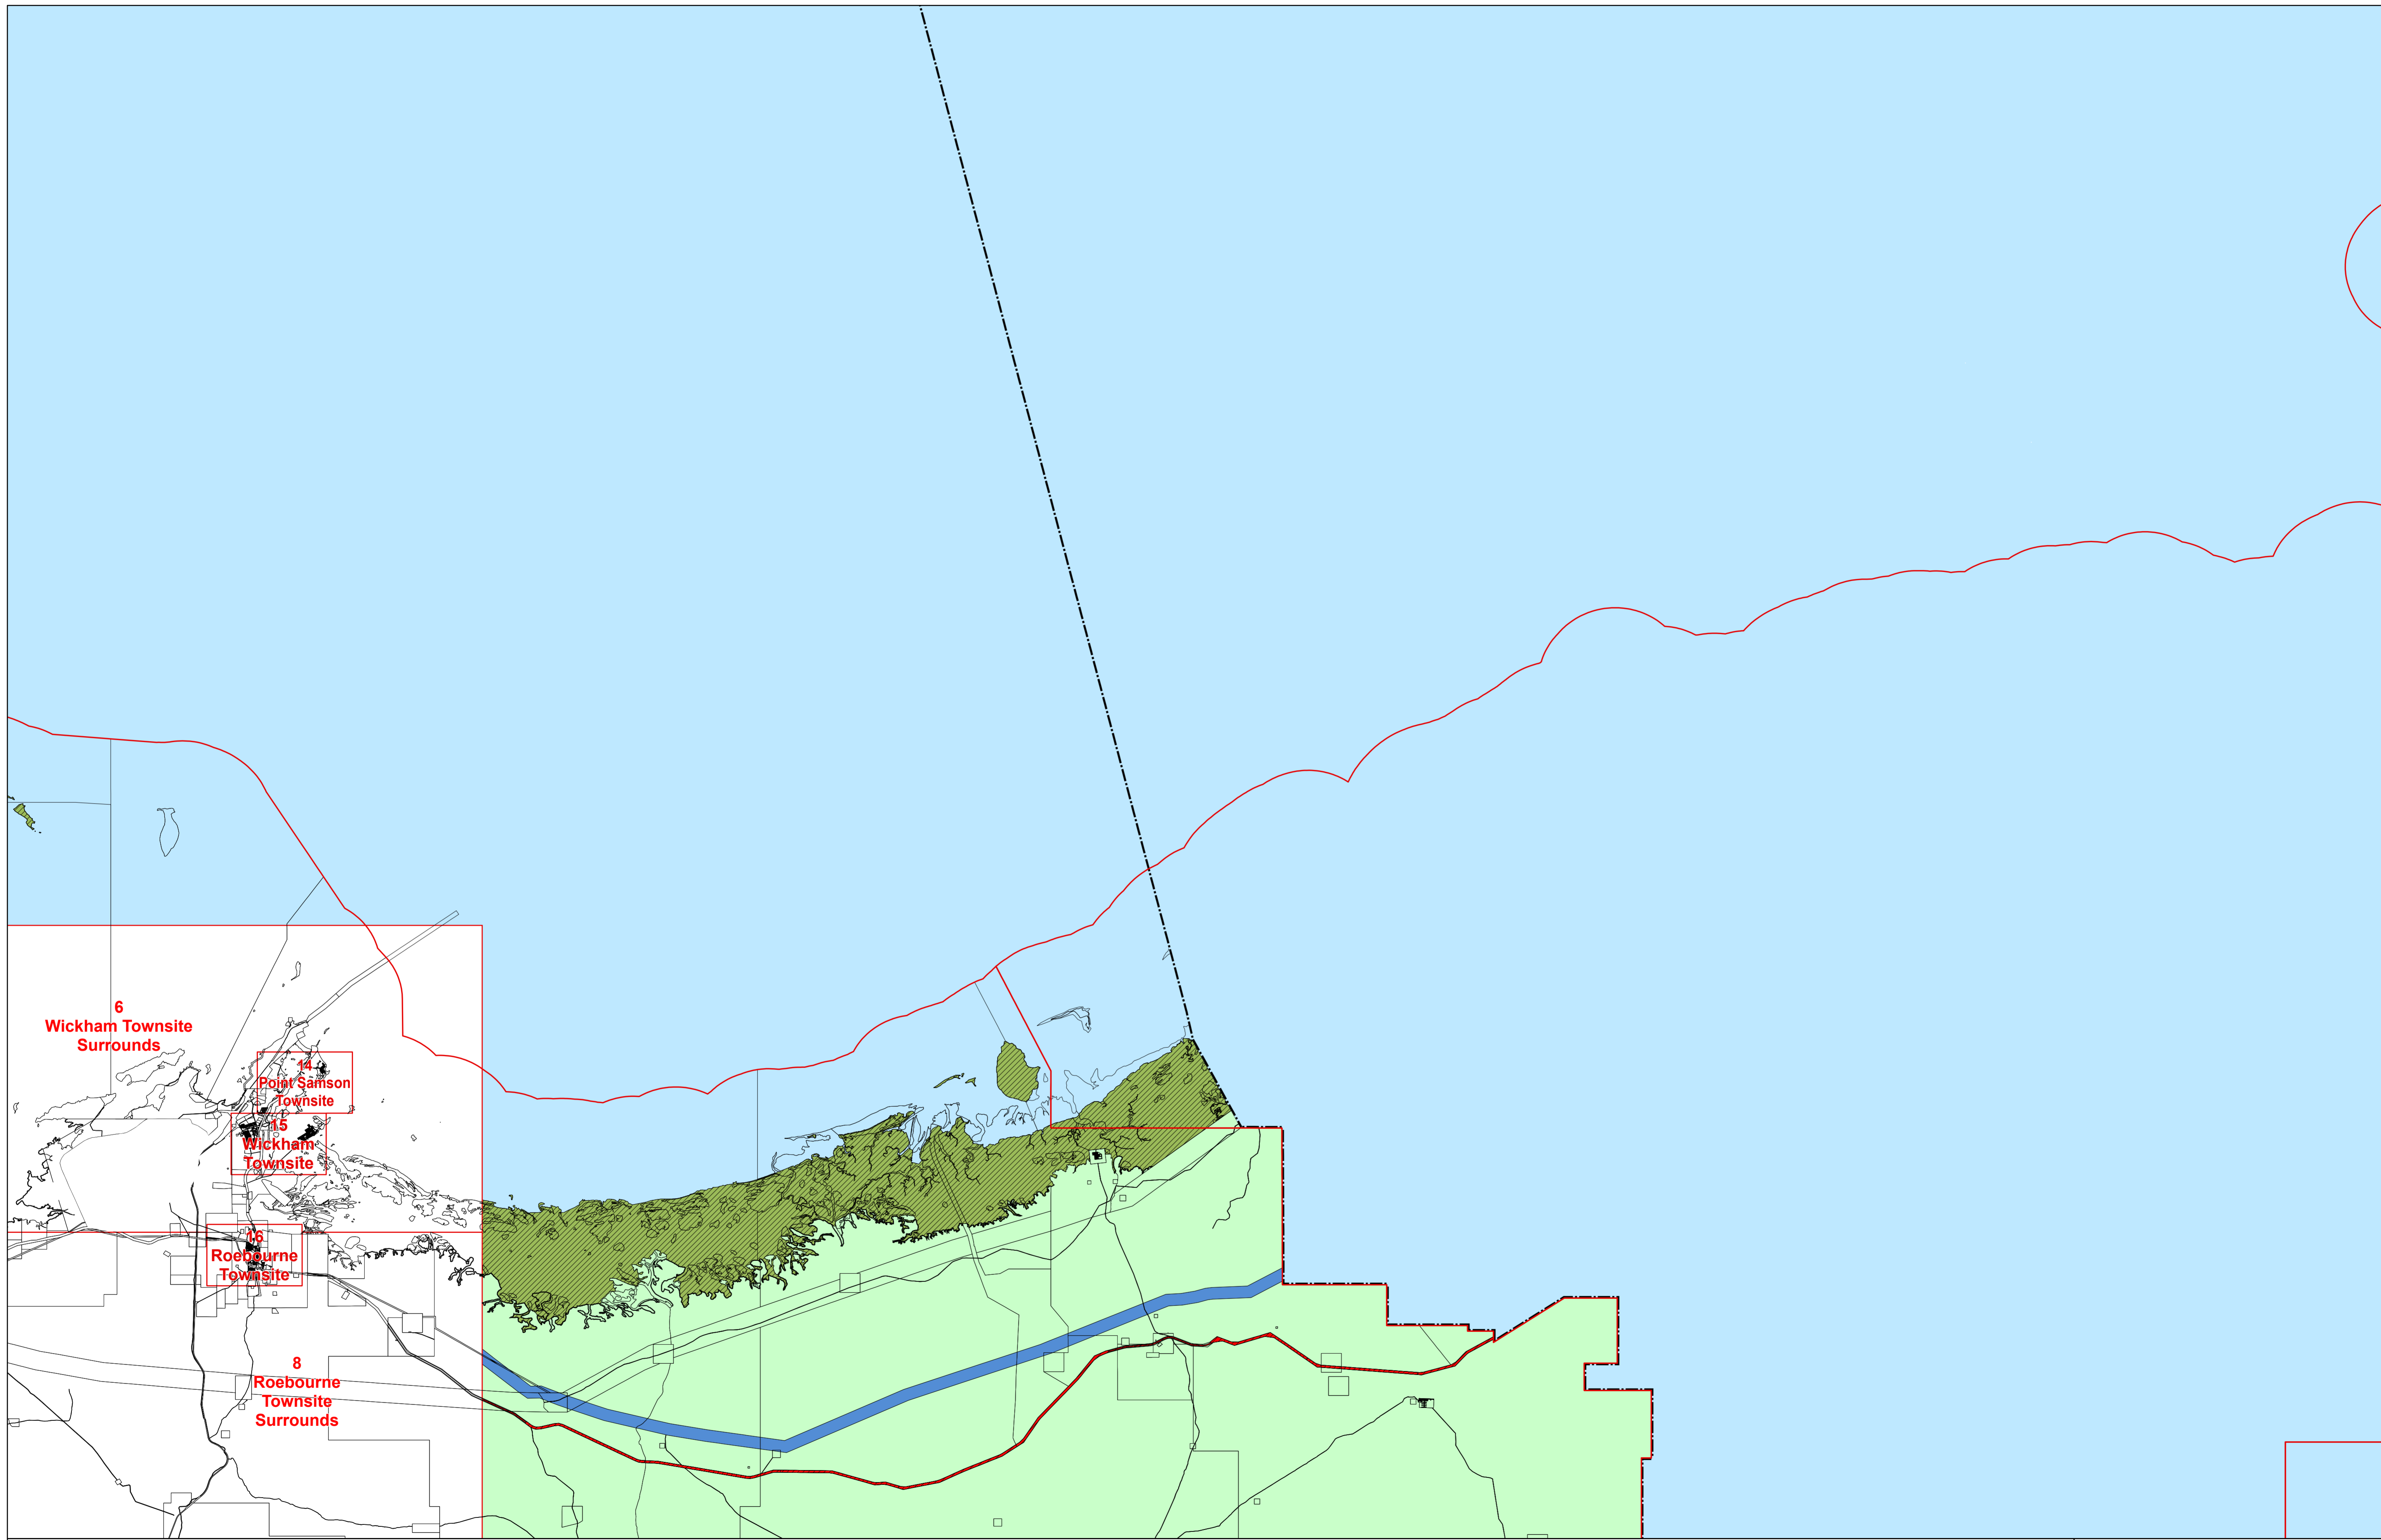 6
Wickham Townsite
Surrounds
14
Point Samson
Townsite
15
Wickham
Townsite
16
Roebourne
Townsite
8
Roebourne
Townsite
Surrounds